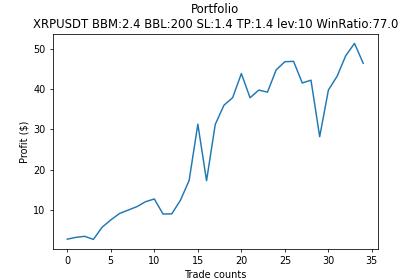 Portfolio
XRPUSDT BBM:2.4 BBL:200 SL:1.4 TP:1.4 lev:10 WinRatio:77.0
Profit ($)
50
40
30
20
10
0 5 10 15 20 25 30 35
Trade counts